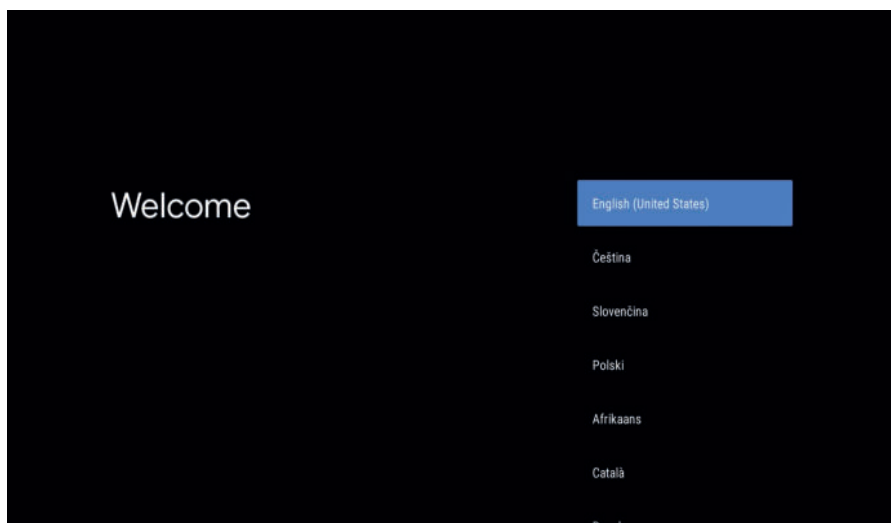 Welcome
English (United States)
Čeština
Slovenčina
Polski
Afrikaans
Català